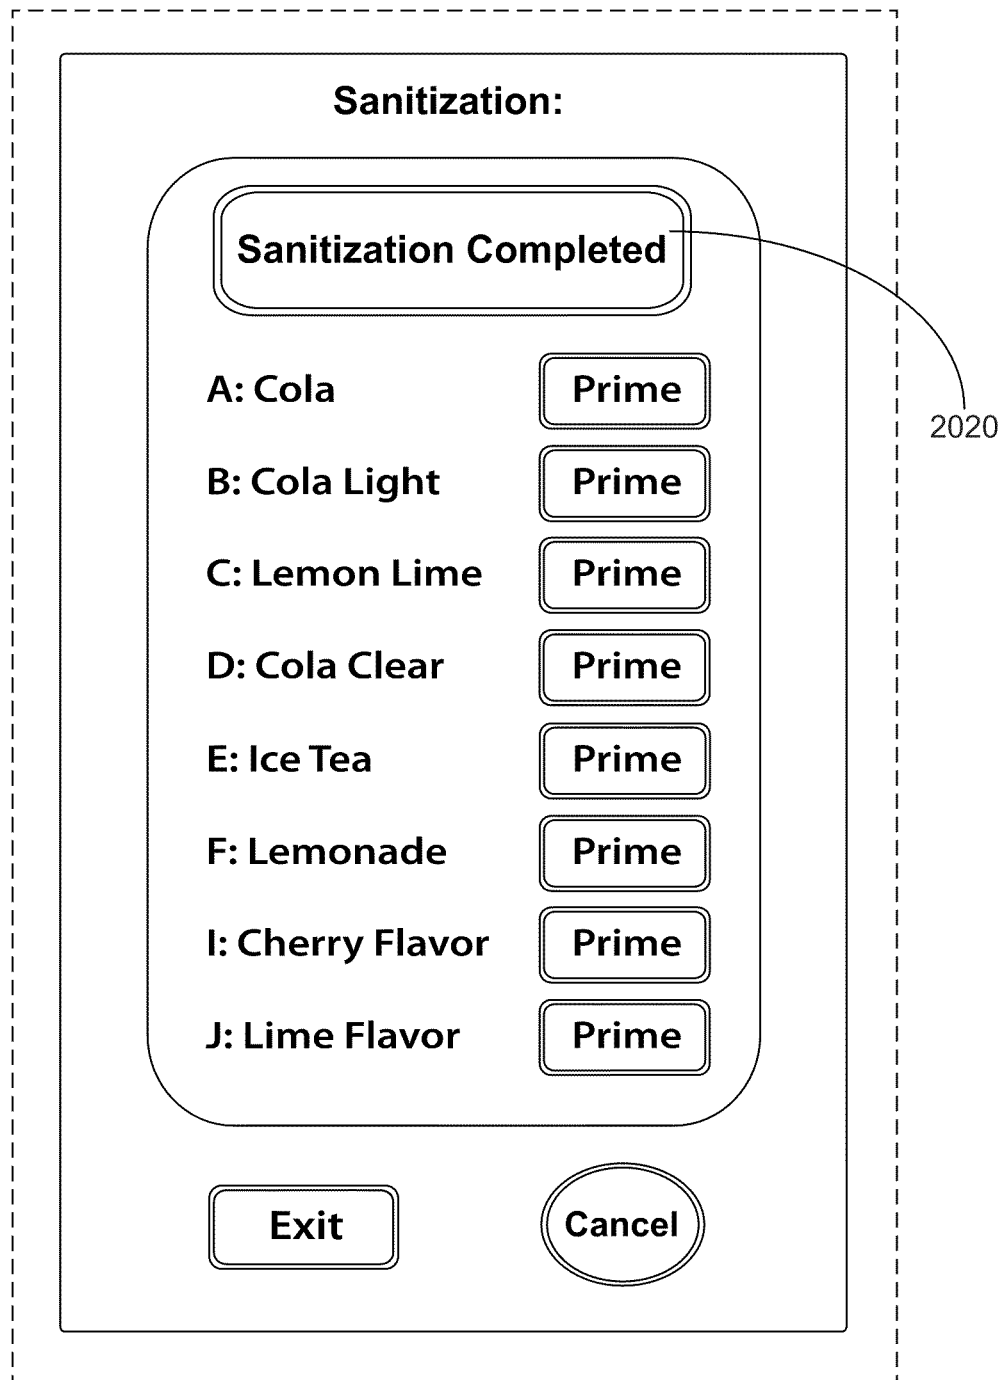 Sanitization:
Sanitization Completed
A: Cola Prime
2020
B: Cola Light Prime
C: Lemon Lime Prime
D: Cola Clear Prime
E: Ice Tea Prime
F: Lemonade Prime
I: Cherry Flavor Prime
J: Lime Flavor Prime
Exit Cancel